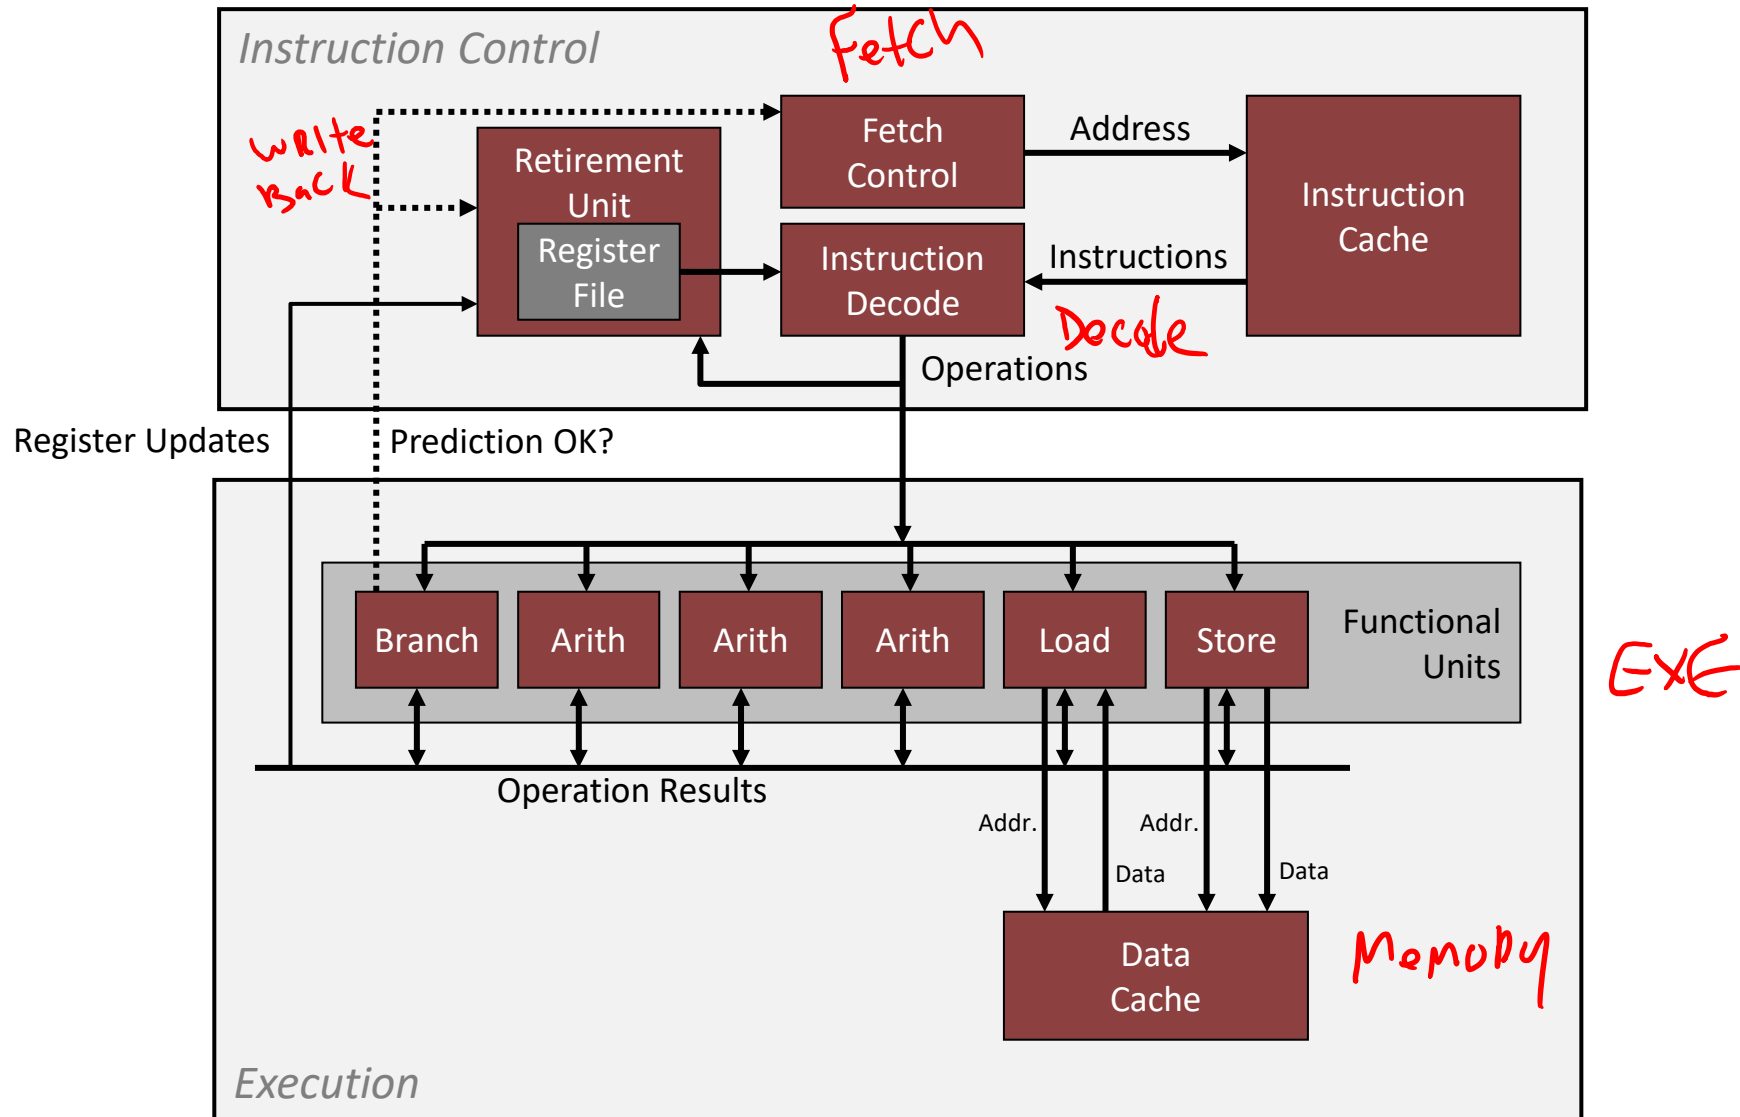 Instruction Control
Fetch
Write
Back
Retirement
Unit
Register
File
Fetch
Control
Address
Instruction
Cache
Instruction
Decode
Instructions
Decode
Operations
Register Updates
Prediction OK?
Branch
Arith
Arith
Arith
Load
Store
Functional
Units
EXE
Operation Results
Addr.
Addr.
Data
Data
Data
Cache
Memory
Execution